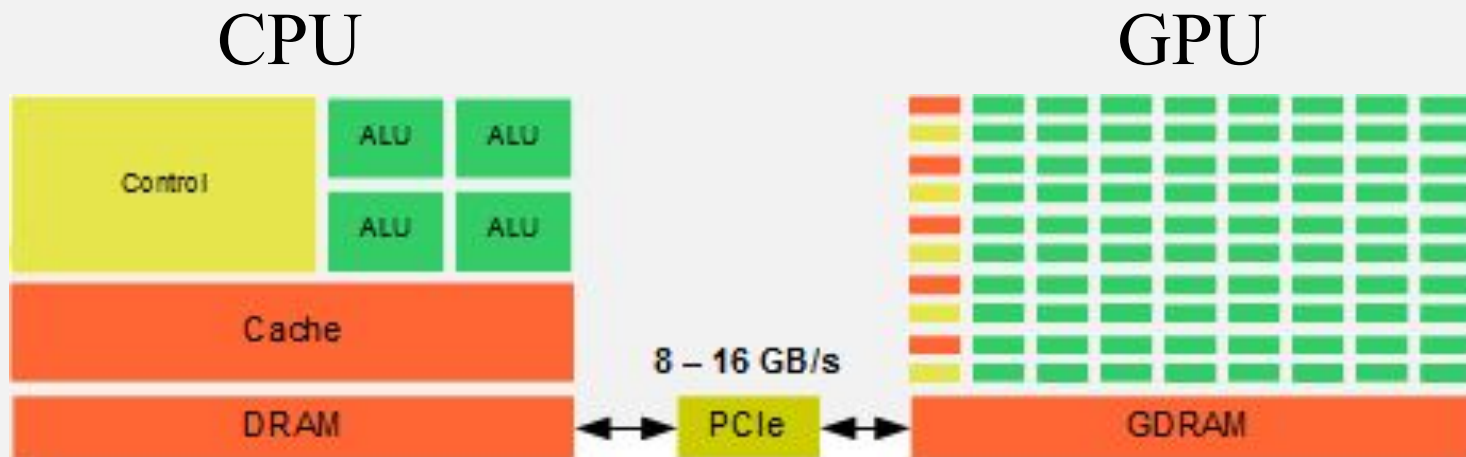 CPU
GPU
Control
ALU
ALU
ALU
ALU
Cache
8 – 16 GB/s
DRAM
PCIe
GDRAM